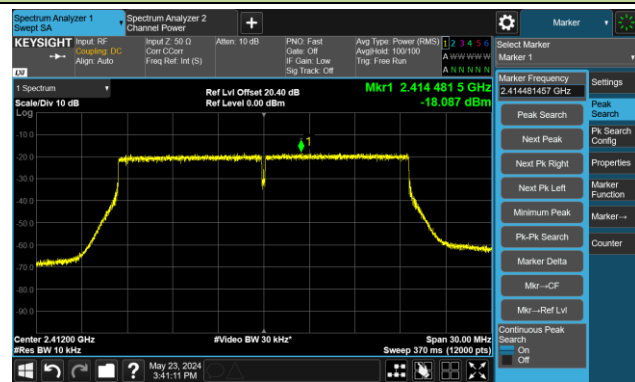 Spectrum Analyzer 1
Swept SA
Spectrum Analyzer 2
Channel Power
Marker
KEYSIGHT
Input: RF
Coupling: DC
Align: Auto
Input Z: 50 Ω
Corr CCorr
Freq Ref: Int (S)
Atten: 10 dB
PNO: Fast
Gate: Off
IF Gain: Low
Sig Track: Off
Avg Type: Power (RMS)
Avg|Hold: 100/100
Trig: Free Run
1 2 3 4 5 6
A W W W W W
A N N N N N
LXI
Select Marker
Marker 1
1 Spectrum
Scale/Div 10 dB
Log
Ref Lvl Offset 20.40 dB
Ref Level 0.00 dBm
Mkr1 2.414 481 5 GHz
-18.087 dBm
1
-10.0
-20.0
-30.0
-40.0
-50.0
-60.0
-70.0
-80.0
-90.0
Center 2.41200 GHz
#Res BW 10 kHz
#Video BW 30 kHz*
Span 30.00 MHz
Sweep 370 ms (12000 pts)
Marker Frequency
2.414481457 GHz
Peak Search
Next Peak
Next Pk Right
Next Pk Left
Minimum Peak
Pk-Pk Search
Marker Delta
Mkr→CF
Mkr→Ref Lvl
Continuous Peak
Search
On
Off
Settings
Peak
Search
Pk Search
Config
Properties
Marker
Function
Marker→
Counter
?
May 23, 2024
3:41:11 PM